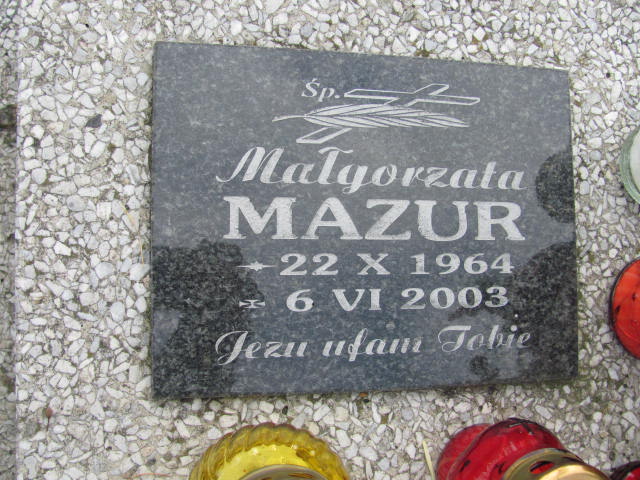 Śp.
Małgorzata
MAZUR
22 X 1964
6 VI 2003
Jezu ufam Tobie